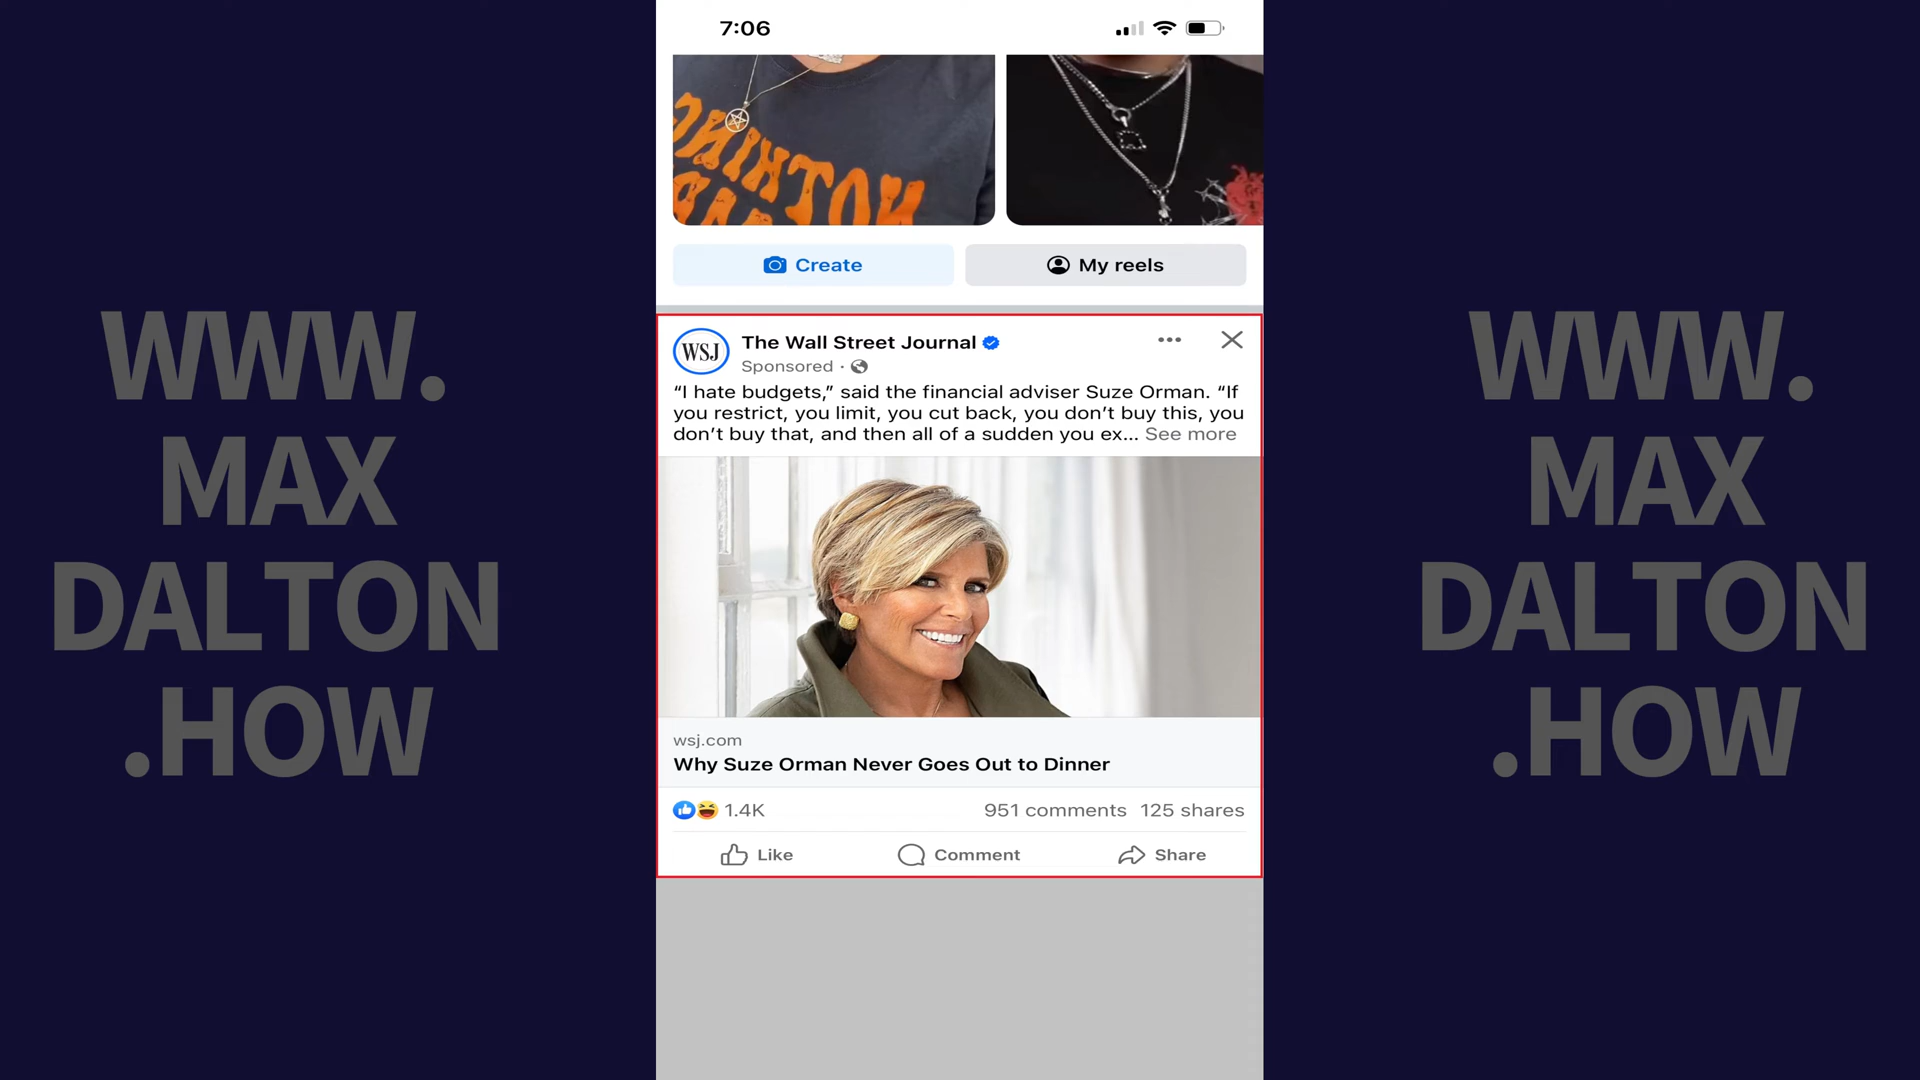 WWW.
MAX
DALTON
.HOW
7:06
Create
My reels
WSJ
The Wall Street Journal
Sponsored ·
“I hate budgets,” said the financial adviser Suze Orman. “If
you restrict, you limit, you cut back, you don’t buy this, you
don’t buy that, and then all of a sudden you ex... See more
wsj.com
Why Suze Orman Never Goes Out to Dinner
1.4K
951 comments 125 shares
Like
Comment
Share
WWW.
MAX
DALTON
.HOW